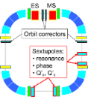 ES MS
Orbit correctors
Sextupoles:
• resonance
• phase
• Q'x, Q'y